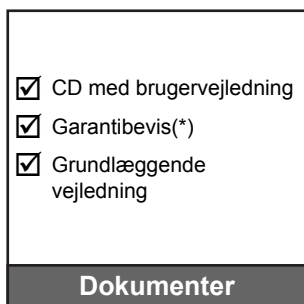 CD med brugervejledning
Garantibevis(*)
Grundlæggende
vejledning
Dokumenter